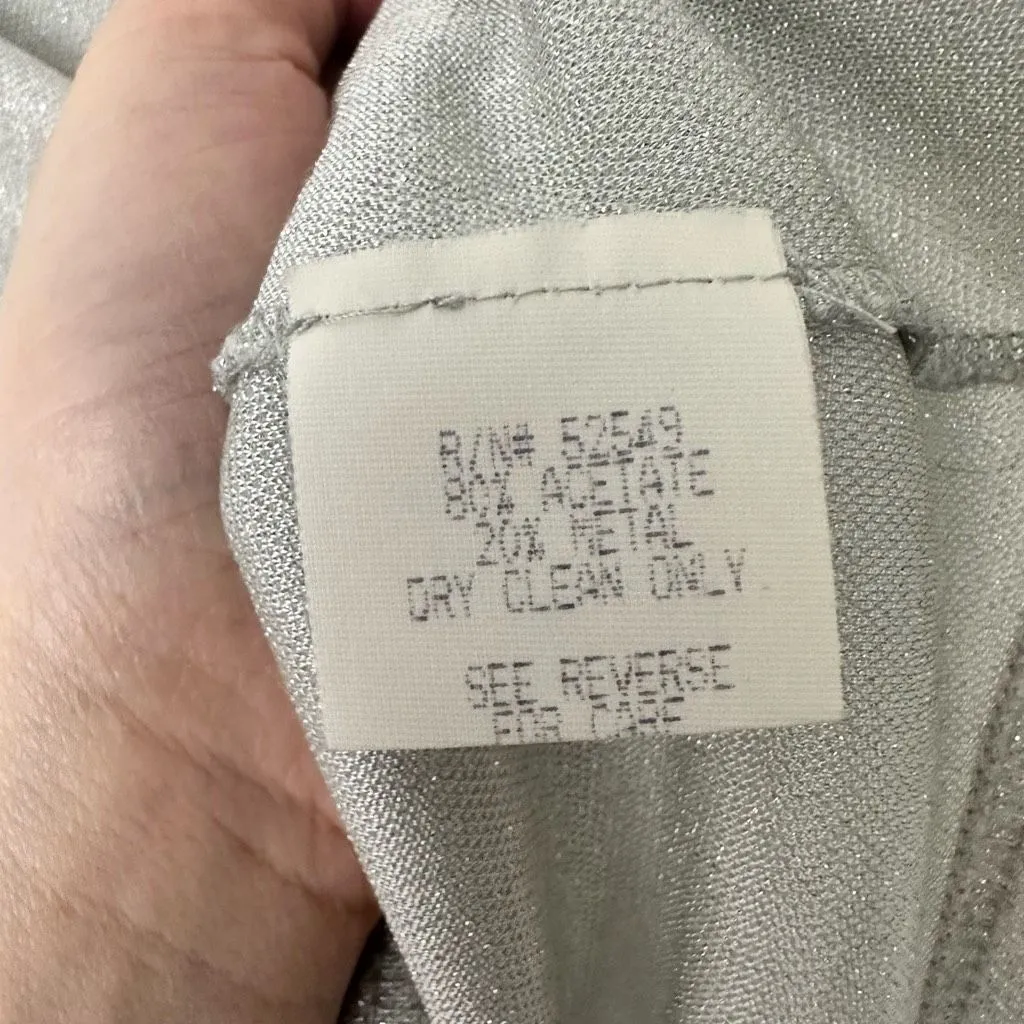 R/N# 52549
80% ACETATE
20% METAL
DRY CLEAN ONLY
SEE REVERSE
FOR CARE